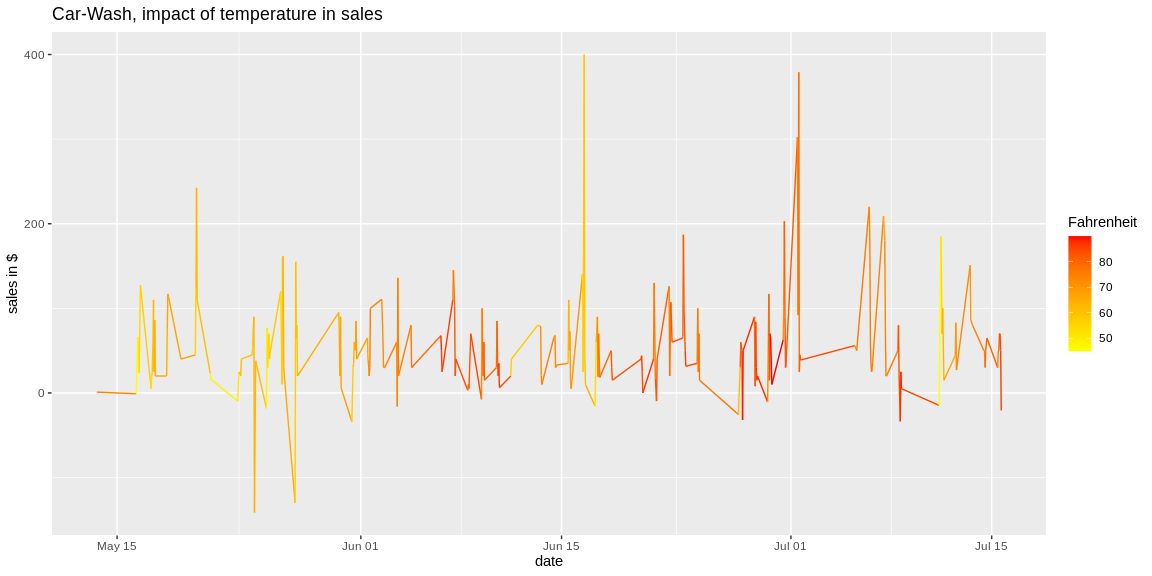 Car-Wash, impact of temperature in sales
400
200
0
sales in $
May 15
Jun 01
Jun 15
Jul 01
Jul 15
date
Fahrenheit
80
70
60
50